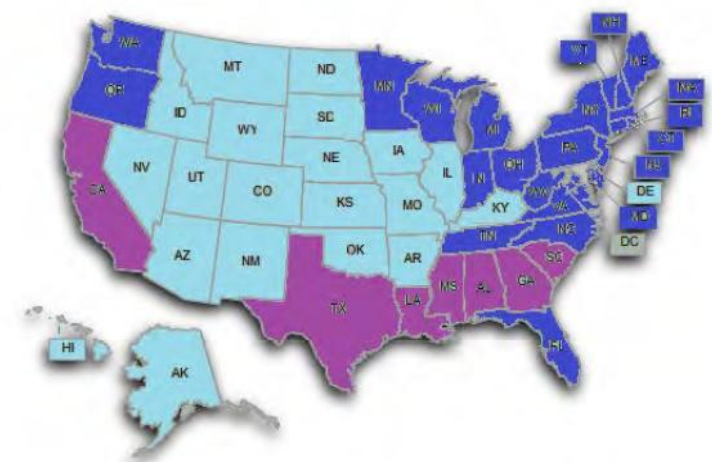 NH
WA
VT
ME
MT
ND
MN
OR
MA
ID
SD
WI
NY
RI
WY
MI
CT
IA
PA
NJ
NE
NV
IL
IN
OH
DE
UT
CO
WV
CA
KS
MO
KY
VA
MD
NC
DC
TN
OK
AZ
NM
AR
SC
MS
AL
GA
TX
LA
FL
HI
AK